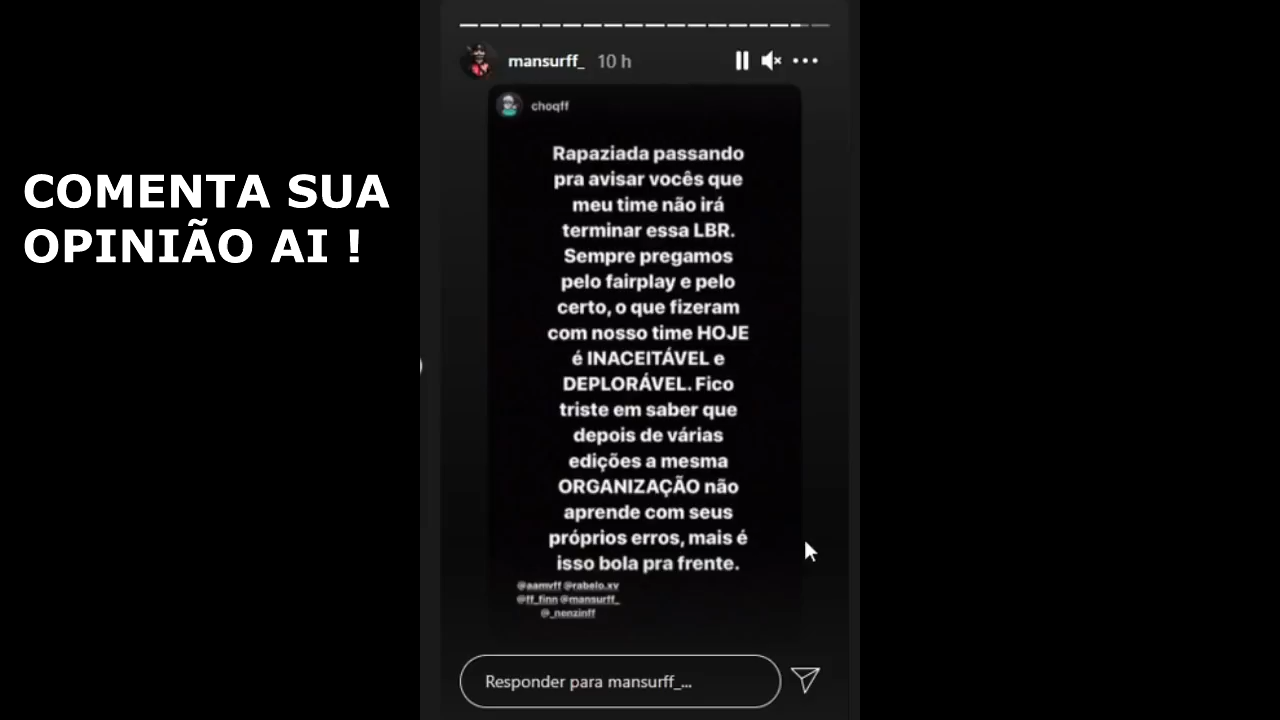 COMENTA SUA
OPINIÃO AI !
mansurff_ 10 h
choqff
Rapaziada passando
pra avisar vocês que
meu time não irá
terminar essa LBR.
Sempre pregamos
pelo fairplay e pelo
certo, o que fizeram
com nosso time HOJE
é INACEITÁVEL e
DEPLORÁVEL. Fico
triste em saber que
depois de várias
edições a mesma
ORGANIZAÇÃO não
aprende com seus
próprios erros, mais é
isso bola pra frente.
@aamvff @rabelo.xv
@ff_finn @mansurff_
@_nenzinff
Responder para mansurff_...